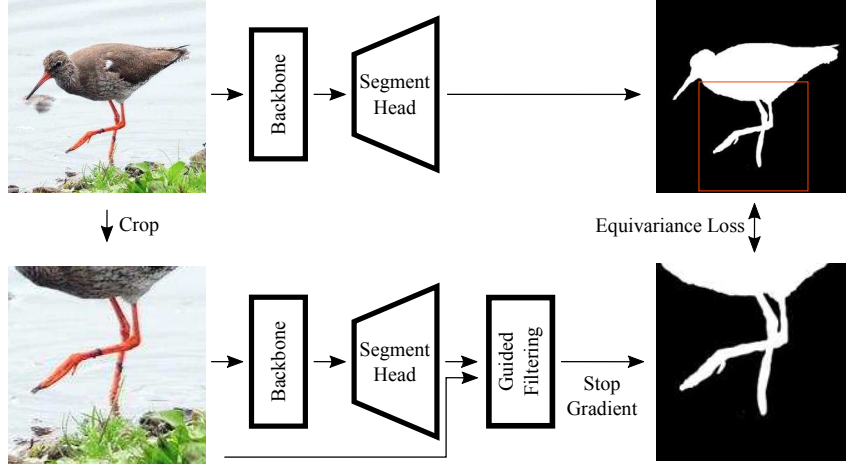 Backbone
Segment
Head
Crop
Equivariance Loss
Backbone
Segment
Head
Guided
Filtering
Stop
Gradient